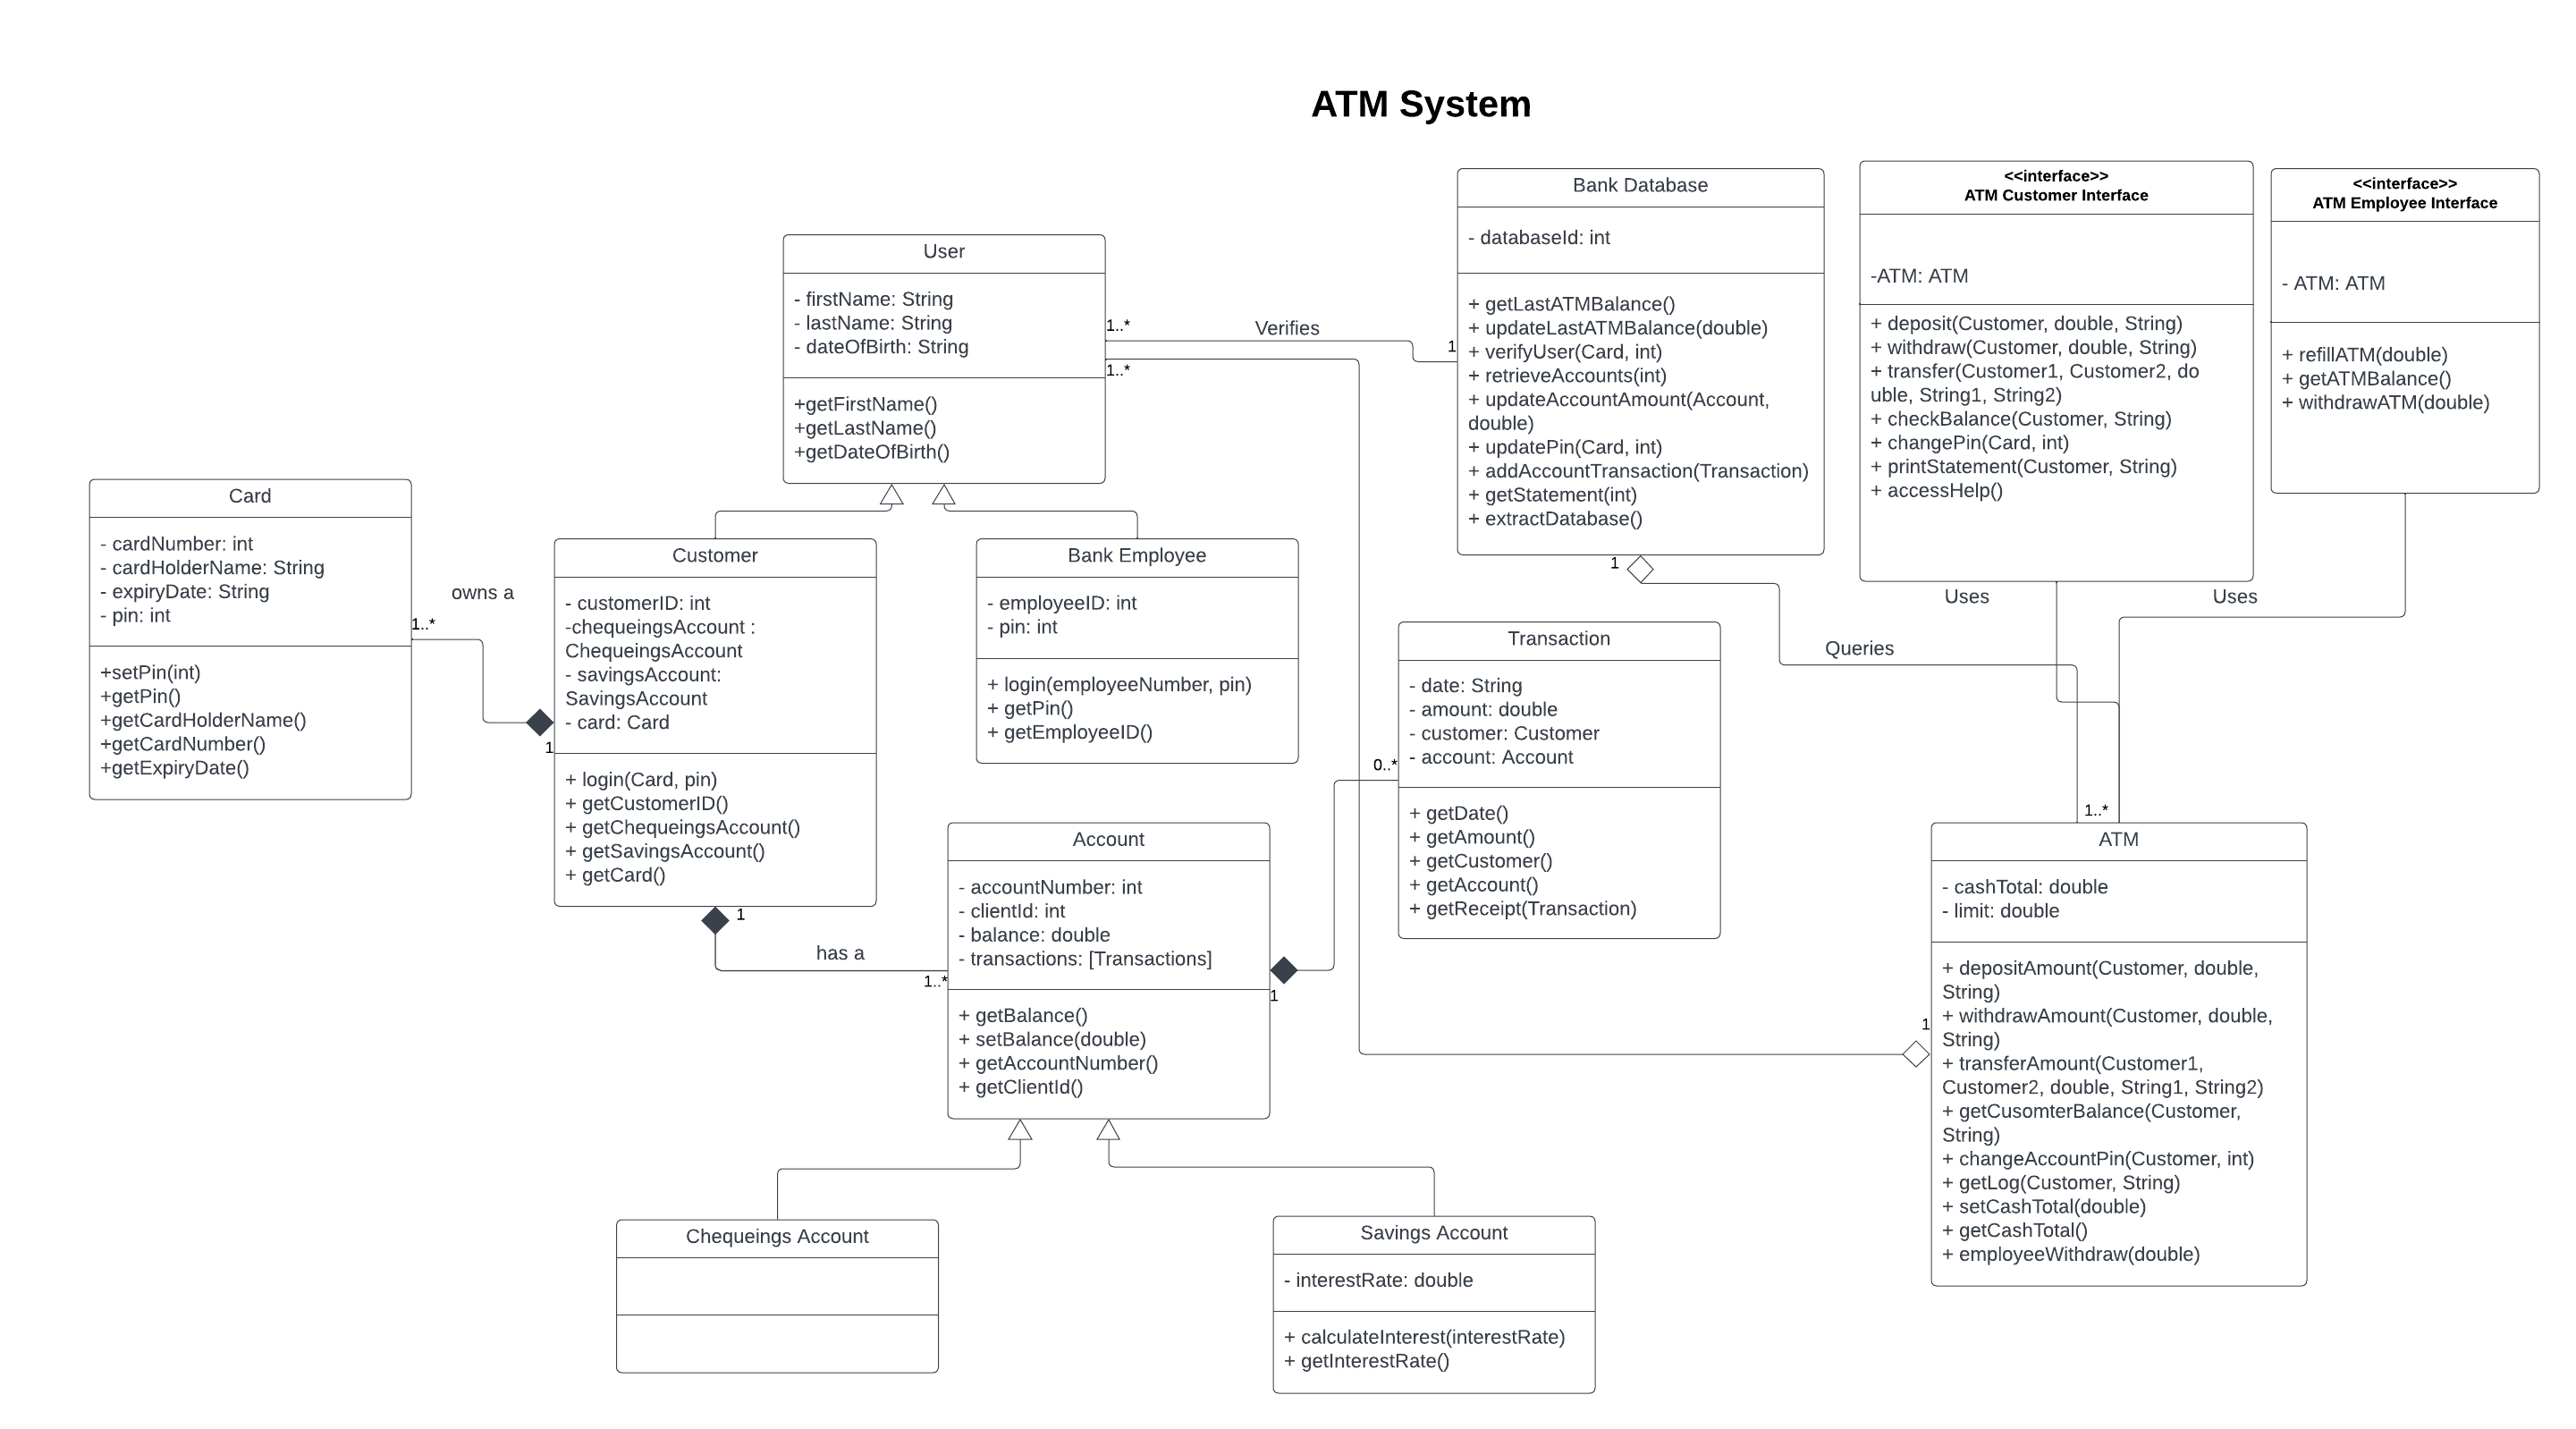 ATM System
User
- firstName: String
- lastName: String
- dateOfBirth: String
+getFirstName()
+getLastName()
+getDateOfBirth()
1..*
Verifies
1
1..*
Bank Database
- databaseId: int
+ getLastATMBalance()
+ updateLastATMBalance(double)
+ verifyUser(Card, int)
+ retrieveAccounts(int)
+ updateAccountAmount(Account,
double)
+ updatePin(Card, int)
+ addAccountTransaction(Transaction)
+ getStatement(int)
+ extractDatabase()
1
<<interface>>
ATM Customer Interface
-ATM: ATM
+ deposit(Customer, double, String)
+ withdraw(Customer, double, String)
+ transfer(Customer1, Customer2, do
uble, String1, String2)
+ checkBalance(Customer, String)
+ changePin(Card, int)
+ printStatement(Customer, String)
+ accessHelp()
<<interface>>
ATM Employee Interface
- ATM: ATM
+ refillATM(double)
+ getATMBalance()
+ withdrawATM(double)
Uses
Uses
Queries
Card
- cardNumber: int
- cardHolderName: String
- expiryDate: String
- pin: int
+setPin(int)
+getPin()
+getCardHolderName()
+getCardNumber()
+getExpiryDate()
owns a
1..*
1
Customer
- customerID: int
-chequeingsAccount :
ChequeingsAccount
- savingsAccount:
SavingsAccount
- card: Card
+ login(Card, pin)
+ getCustomerID()
+ getChequeingsAccount()
+ getSavingsAccount()
+ getCard()
1
has a
1..*
Bank Employee
- employeeID: int
- pin: int
+ login(employeeNumber, pin)
+ getPin()
+ getEmployeeID()
Transaction
- date: String
- amount: double
- customer: Customer
- account: Account
+ getDate()
+ getAmount()
+ getCustomer()
+ getAccount()
+ getReceipt(Transaction)
0..*
Account
- accountNumber: int
- clientId: int
- balance: double
- transactions: [Transactions]
+ getBalance()
+ setBalance(double)
+ getAccountNumber()
+ getClientId()
1
1..*
1
ATM
- cashTotal: double
- limit: double
+ depositAmount(Customer, double,
String)
+ withdrawAmount(Customer, double,
String)
+ transferAmount(Customer1,
Customer2, double, String1, String2)
+ getCusomterBalance(Customer,
String)
+ changeAccountPin(Customer, int)
+ getLog(Customer, String)
+ setCashTotal(double)
+ getCashTotal()
+ employeeWithdraw(double)
Chequeings Account
Savings Account
- interestRate: double
+ calculateInterest(interestRate)
+ getInterestRate()